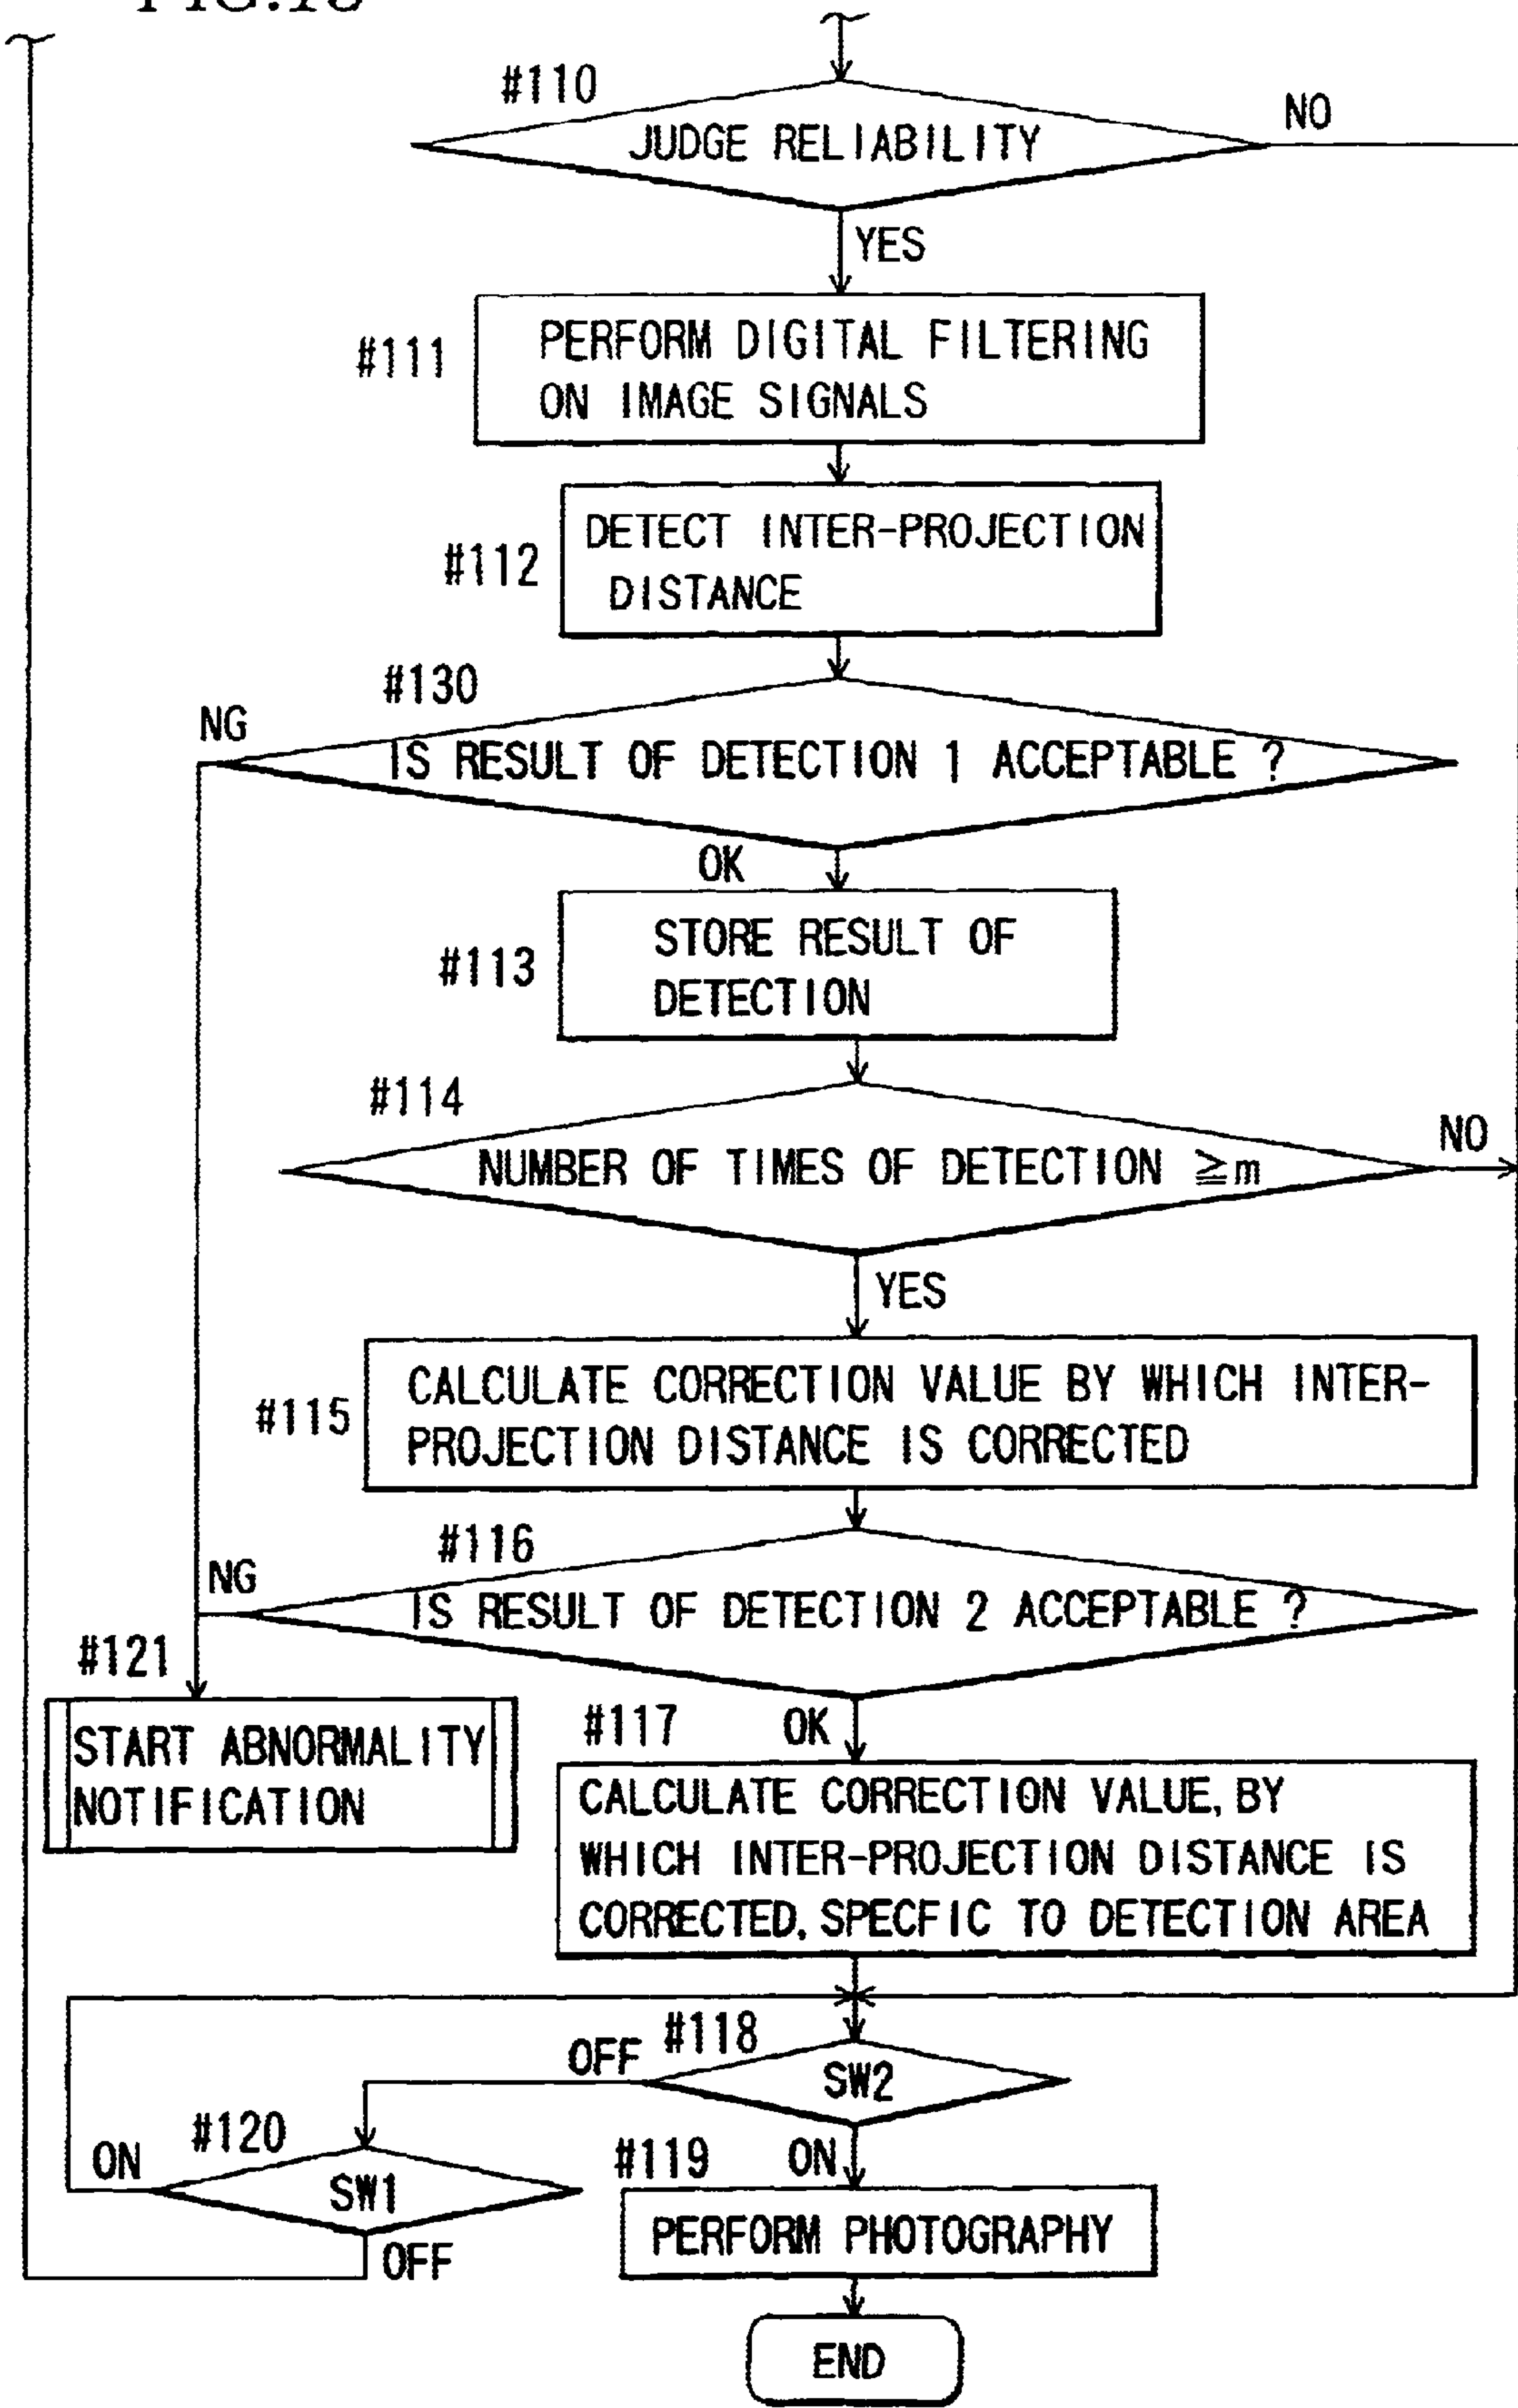 #110
JUDGE RELIABILITY
NO
YES
#111
PERFORM DIGITAL FILTERING
ON IMAGE SIGNALS
#112
DETECT INTER-PROJECTION
DISTANCE
#130
NG
IS RESULT OF DETECTION 1 ACCEPTABLE ?
OK
#113
STORE RESULT OF
DETECTION
#114
NO
NUMBER OF TIMES OF DETECTION ≧m
YES
#115
CALCULATE CORRECTION VALUE BY WHICH INTER-
PROJECTION DISTANCE IS CORRECTED
#116
NG
IS RESULT OF DETECTION 2 ACCEPTABLE ?
#121
START ABNORMALITY
NOTIFICATION
#117
OK
CALCULATE CORRECTION VALUE, BY
WHICH INTER-PROJECTION DISTANCE IS
CORRECTED, SPECFIC TO DETECTION AREA
#118
OFF
SW2
#120
ON
SW1
OFF
#119
ON
PERFORM PHOTOGRAPHY
END